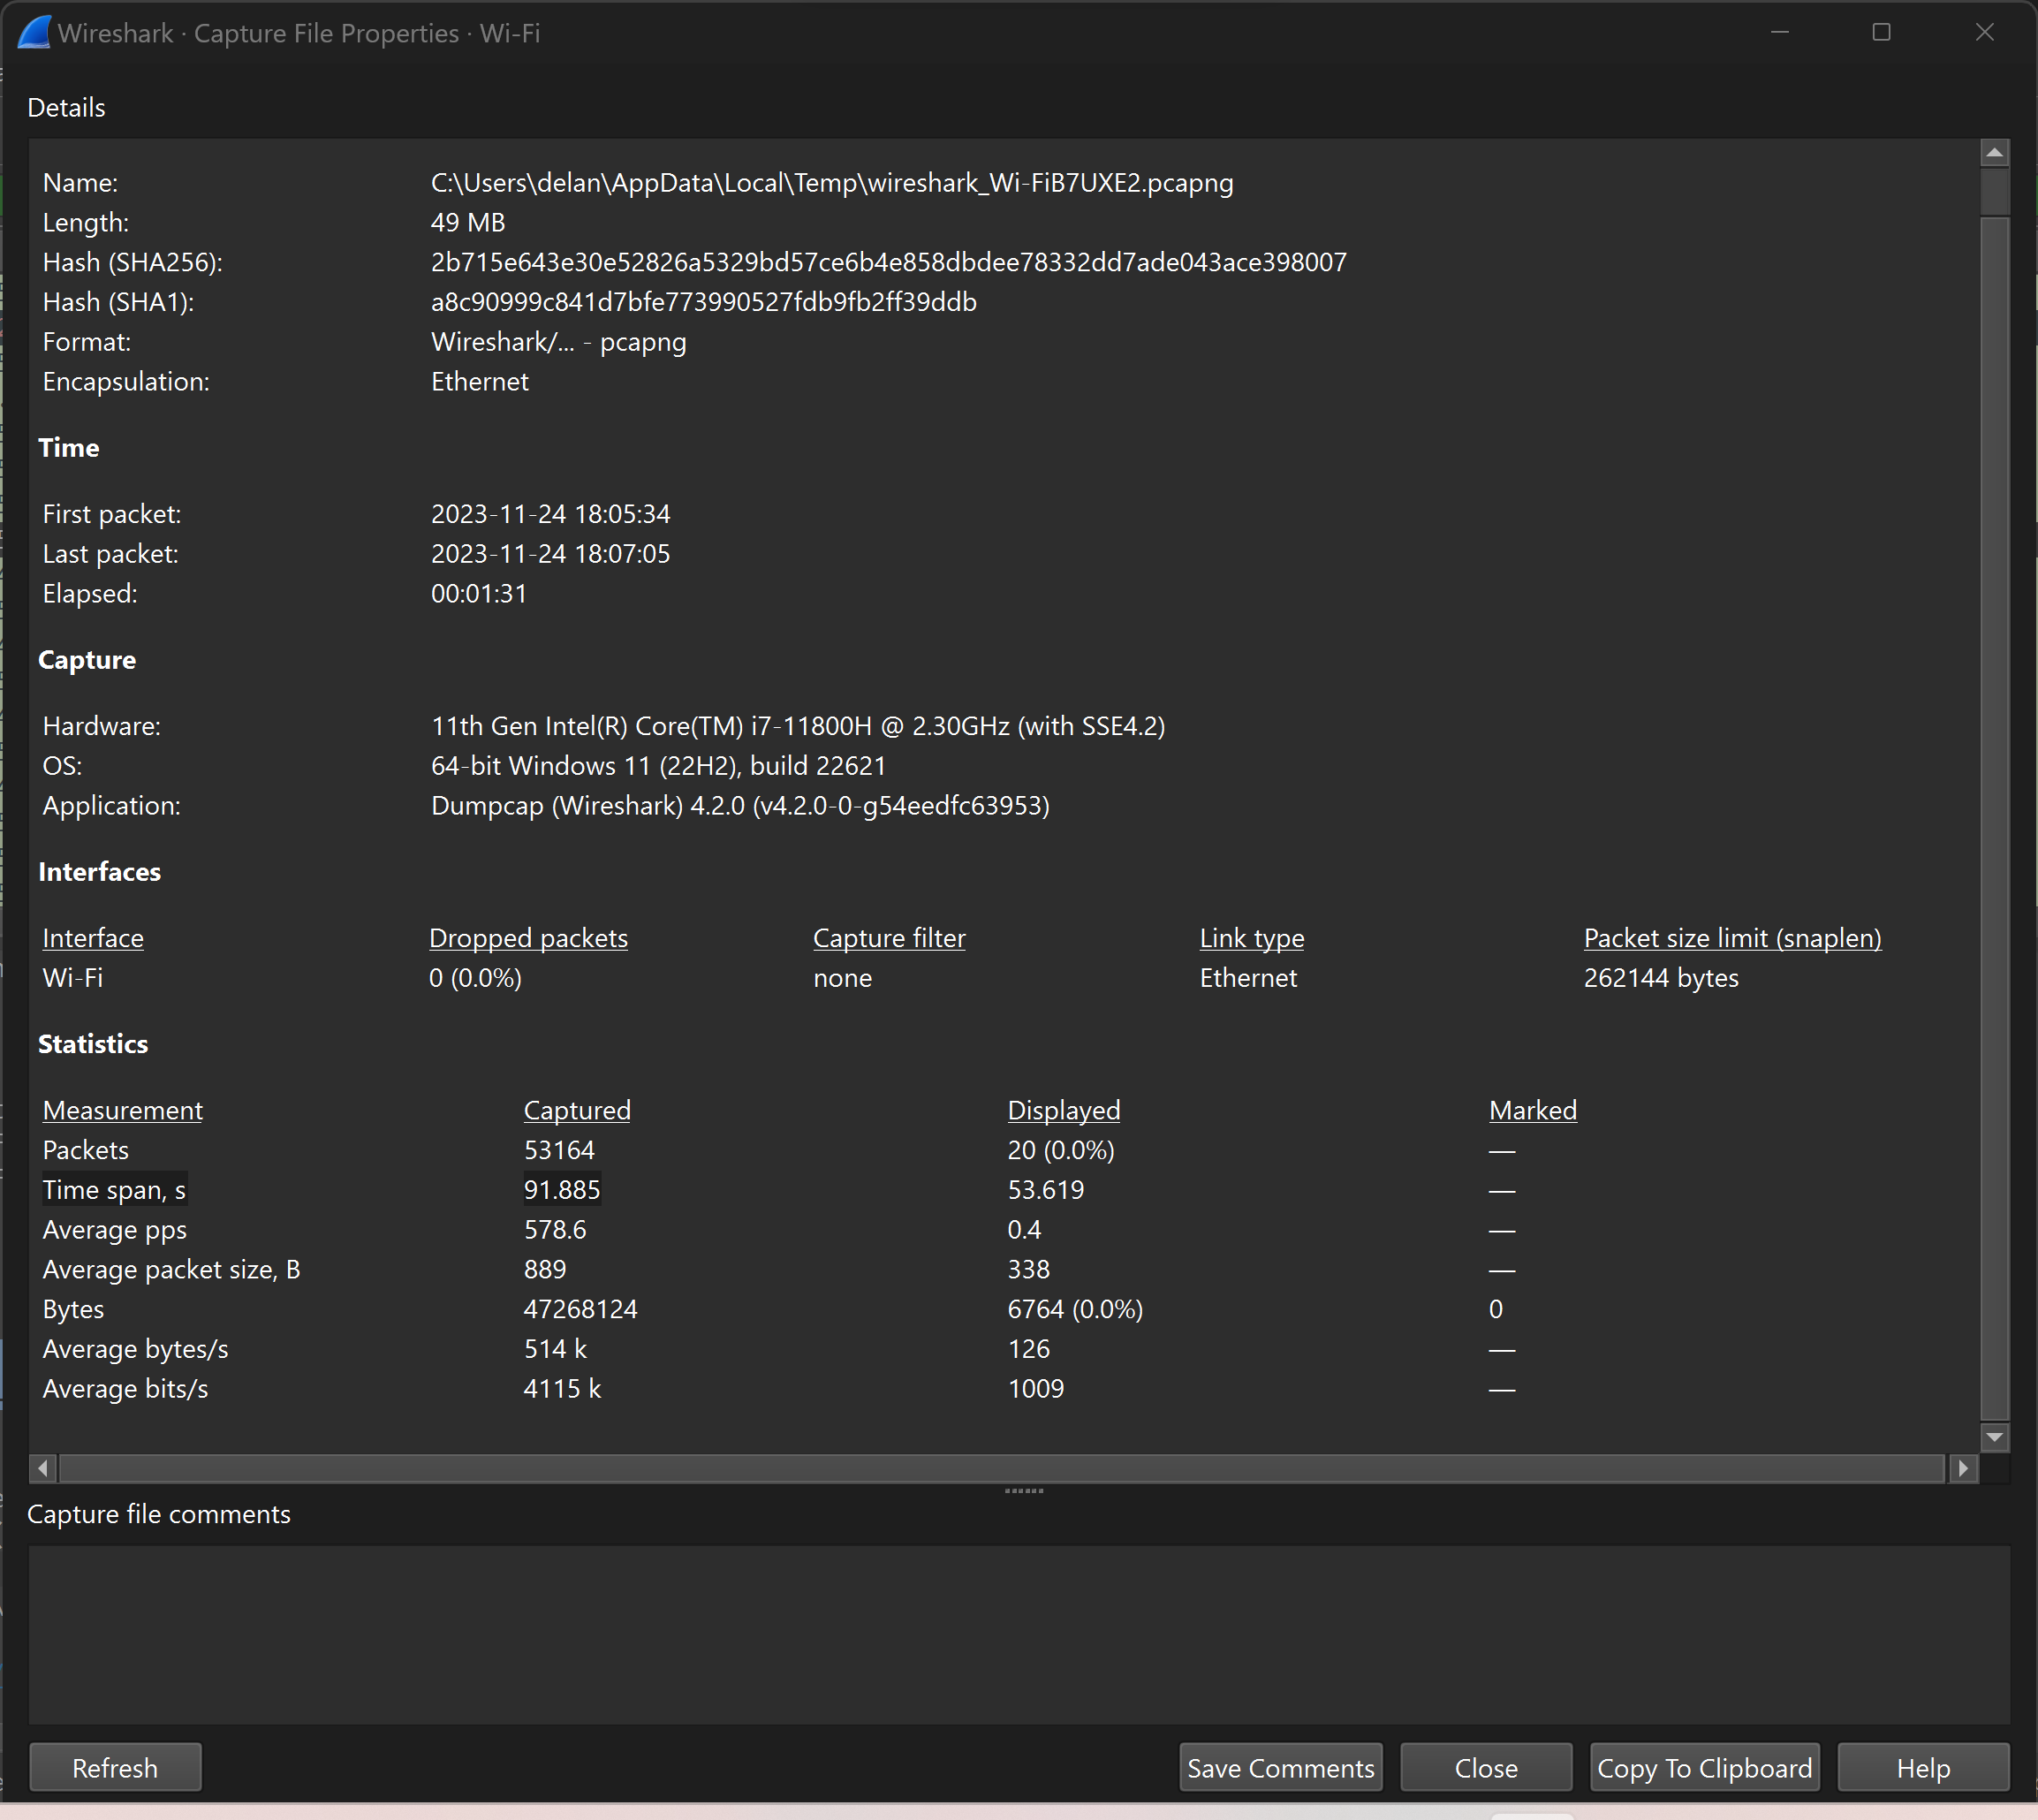 Wireshark · Capture File Properties · Wi-Fi
Details
Name: C:\Users\delan\AppData\Local\Temp\wireshark_Wi-FiB7UXE2.pcapng
Length: 49 MB
Hash (SHA256): 2b715e643e30e52826a5329bd57ce6b4e858dbdee78332dd7ade043ace398007
Hash (SHA1): a8c90999c841d7bfe773990527fdb9fb2ff39ddb
Format: Wireshark/... - pcapng
Encapsulation: Ethernet
Time
First packet: 2023-11-24 18:05:34
Last packet: 2023-11-24 18:07:05
Elapsed: 00:01:31
Capture
Hardware: 11th Gen Intel(R) Core(TM) i7-11800H @ 2.30GHz (with SSE4.2)
OS: 64-bit Windows 11 (22H2), build 22621
Application: Dumpcap (Wireshark) 4.2.0 (v4.2.0-0-g54eedfc63953)
Interfaces
Interface Dropped packets Capture filter Link type Packet size limit (snaplen)
Wi-Fi 0 (0.0%) none Ethernet 262144 bytes
Statistics
Measurement Captured Displayed Marked
Packets 53164 20 (0.0%) —
Time span, s 91.885 53.619 —
Average pps 578.6 0.4 —
Average packet size, B 889 338 —
Bytes 47268124 6764 (0.0%) 0
Average bytes/s 514 k 126 —
Average bits/s 4115 k 1009 —
Capture file comments
Refresh Save Comments Close Copy To Clipboard Help